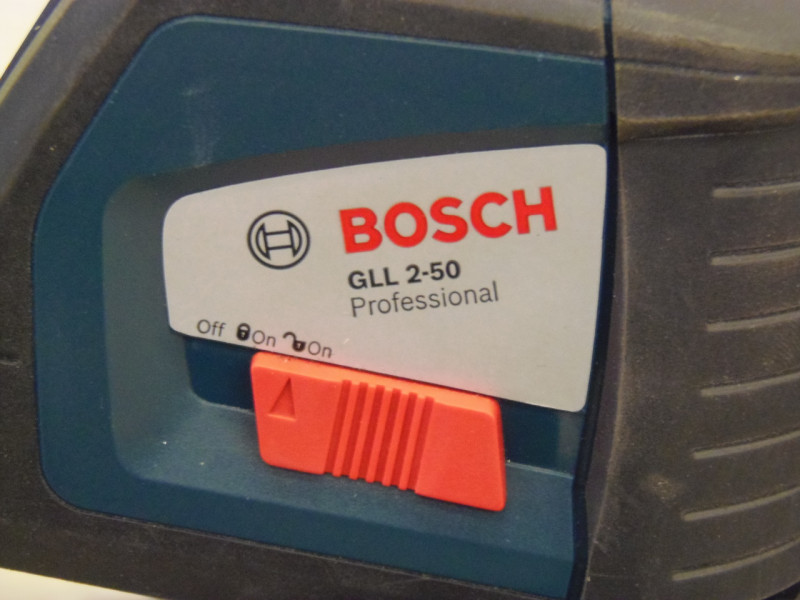 BOSCH
GLL 2-50
Professional
Off On On